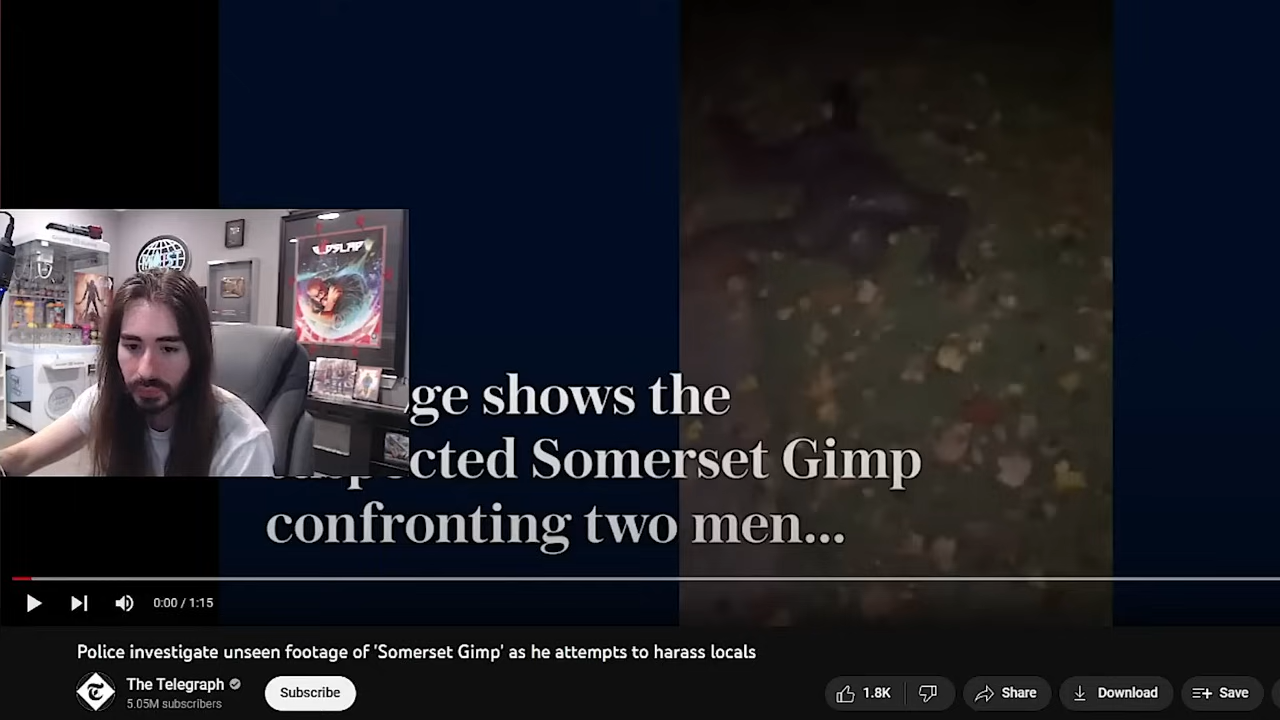 ge shows the
cted Somerset Gimp
confronting two men...
0:00 / 1:15
Police investigate unseen footage of 'Somerset Gimp' as he attempts to harass locals
The Telegraph
5.05M subscribers
Subscribe
1.8K
Share
Download
Save